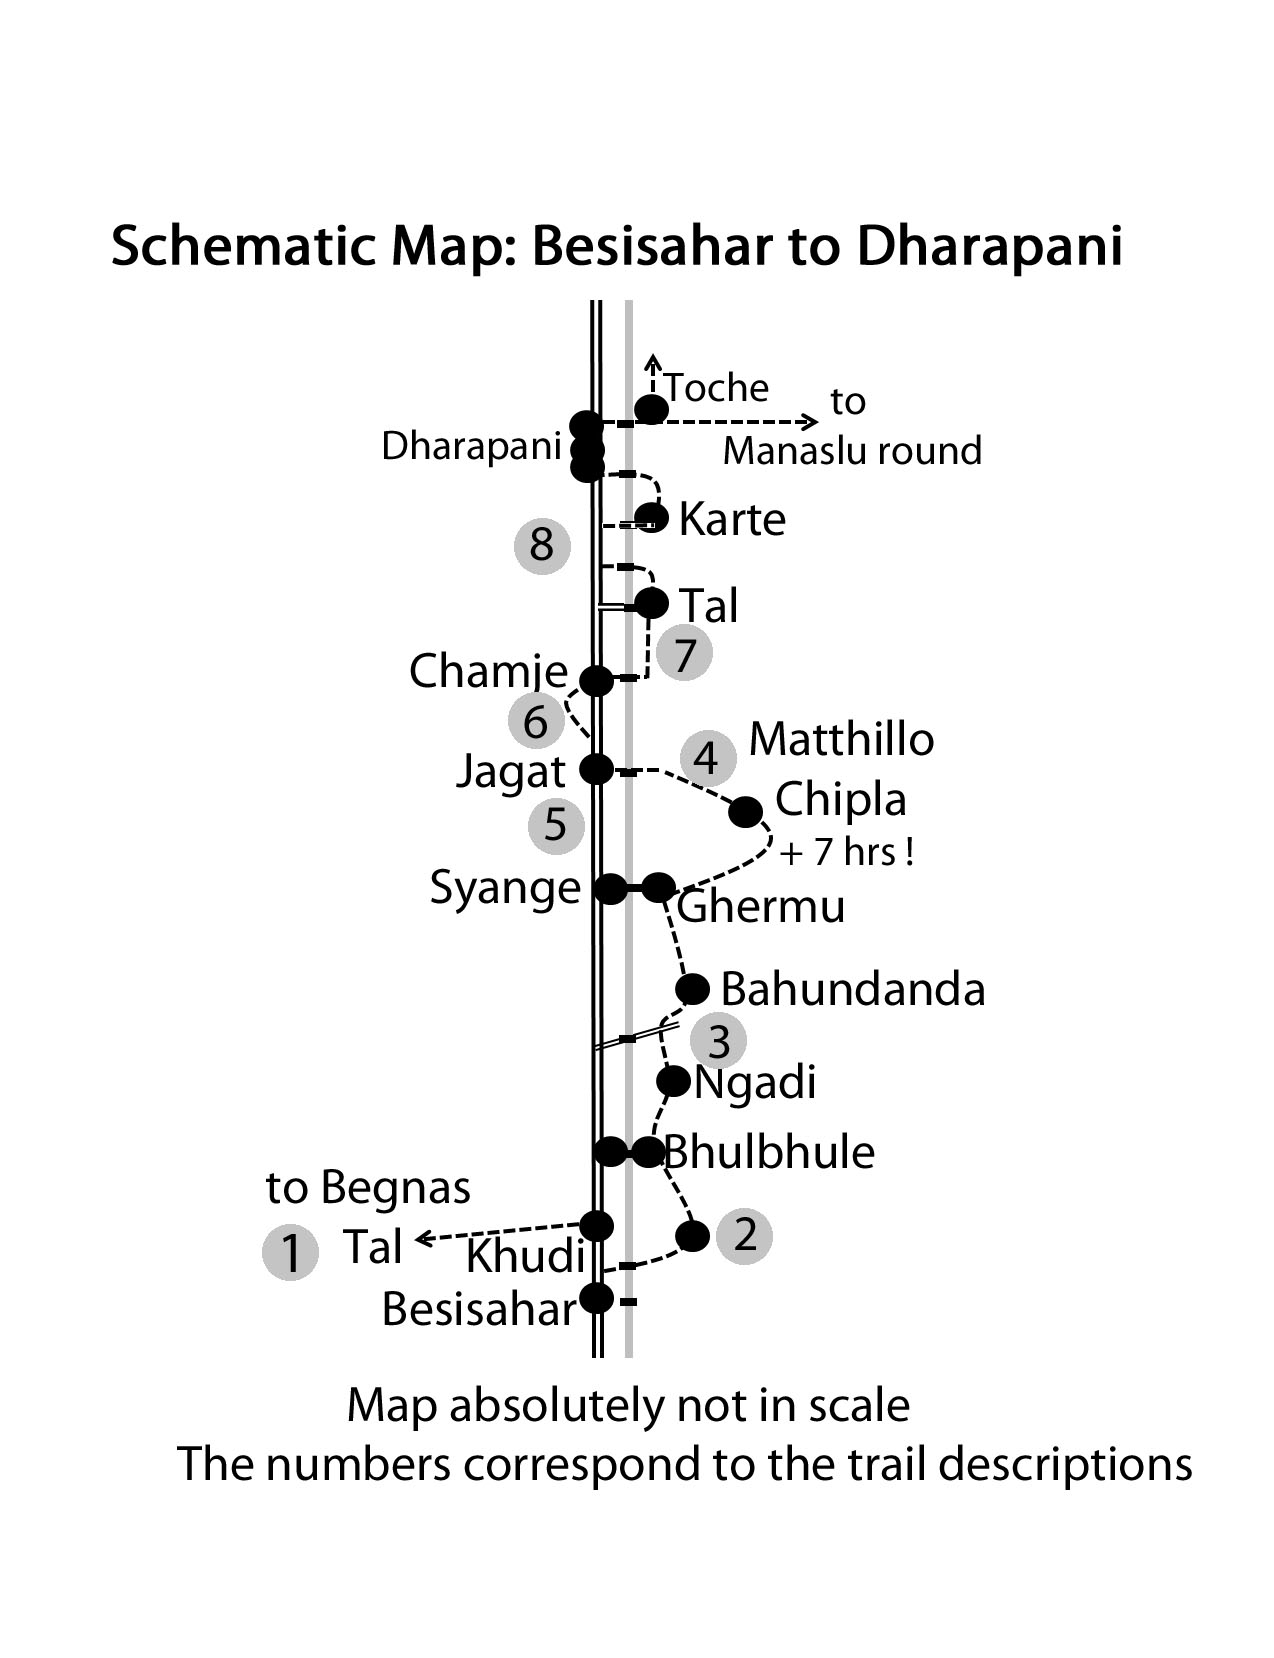 Schematic Map: Besisahar to Dharapani
Toche
to
Manaslu round
Dharapani
Karte
8
Tal
7
Chamje
6
Matthillo
4
Jagat
Chipla
5
+ 7 hrs !
Syange
Ghermu
Bahundanda
3
Ngadi
Bhulbhule
to Begnas
1 Tal
2
Khudi
Besisahar
Map absolutely not in scale
The numbers correspond to the trail descriptions